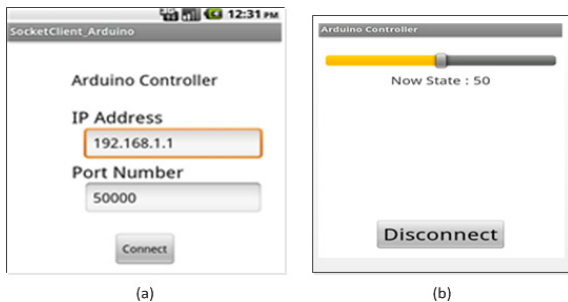 12:31 PM
SocketClient_Arduino
Arduino Controller
IP Address
192.168.1.1
Port Number
50000
Connect
(a)
Arduino Controller
Now State : 50
Disconnect
(b)